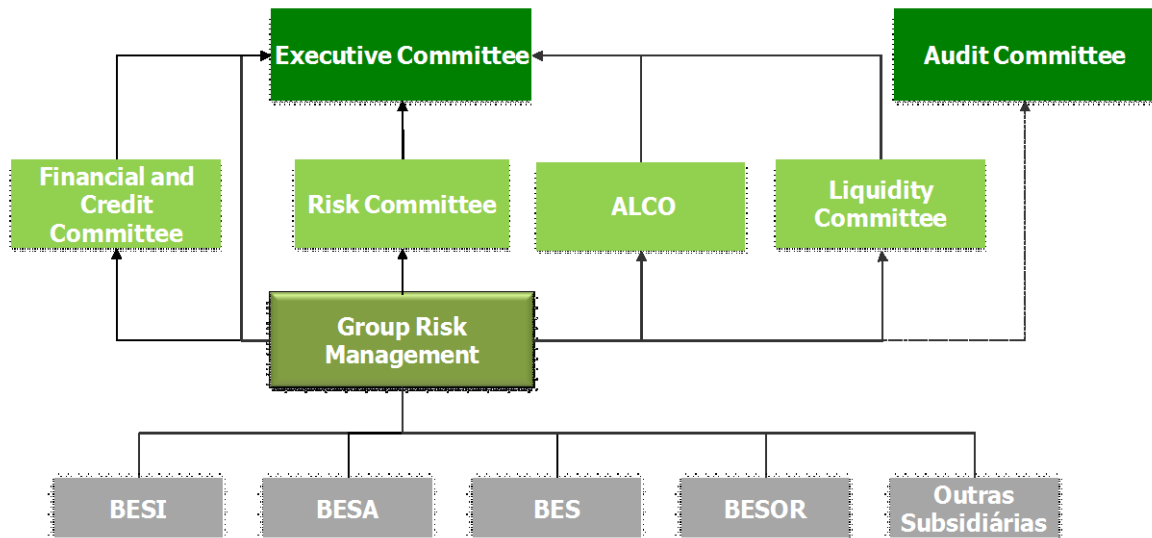 Executive Committee
Audit Committee
Financial and
Credit
Committee
Risk Committee
ALCO
Liquidity
Committee
Group Risk
Management
BESI
BESA
BES
BESOR
Outras
Subsidiárias